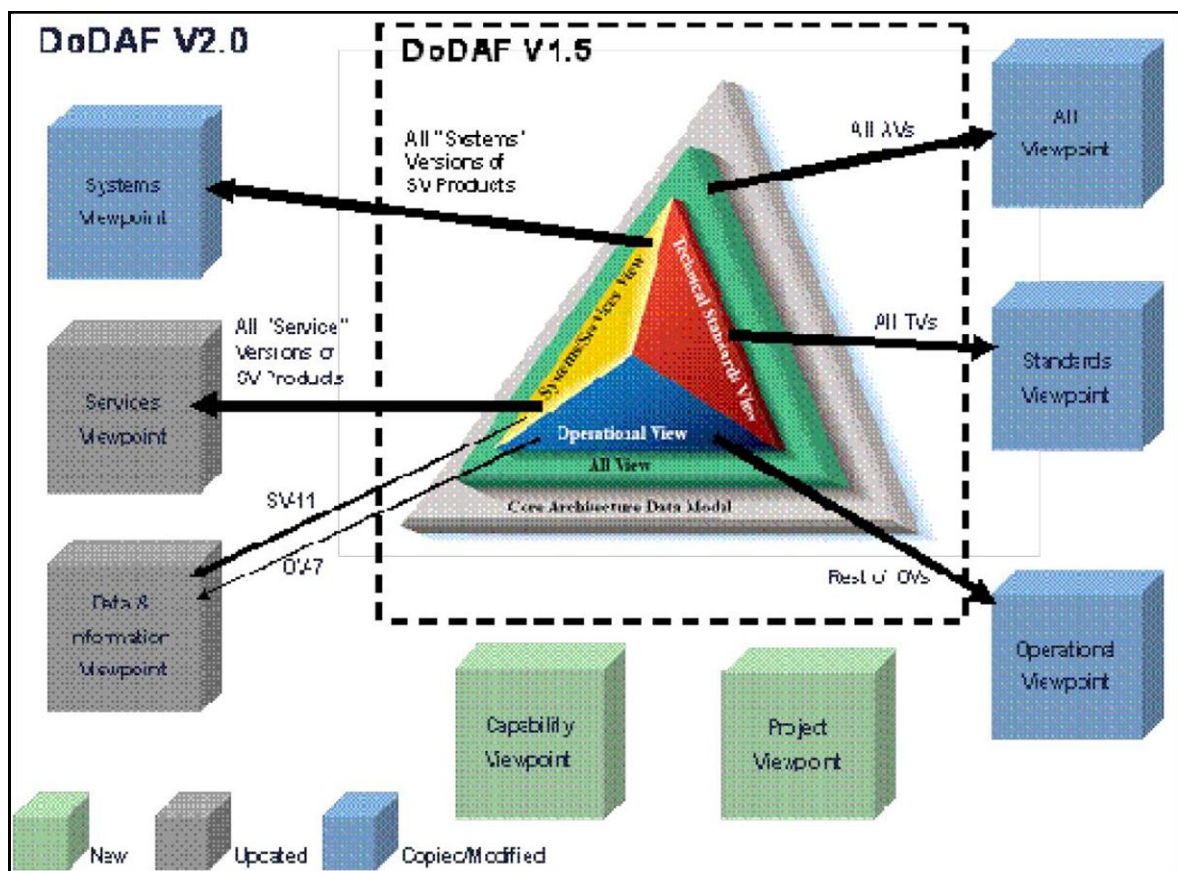 DoDAF V2.0
DoDAF V1.5
All "Systems"
Versions of
SV Products
All AVs
All
Viewpoint
Systems
Viewpoint
Systems/Services View
Technical Standards View
All "Service"
Versions of
SV Products
All TVs
Standards
Viewpoint
Services
Viewpoint
Operational View
All View
Core Architecture Data Model
SV-11
OV-7
Rest of OVs
Data &
Information
Viewpoint
Operational
Viewpoint
Capability
Viewpoint
Project
Viewpoint
New
Updated
Copied/Modified